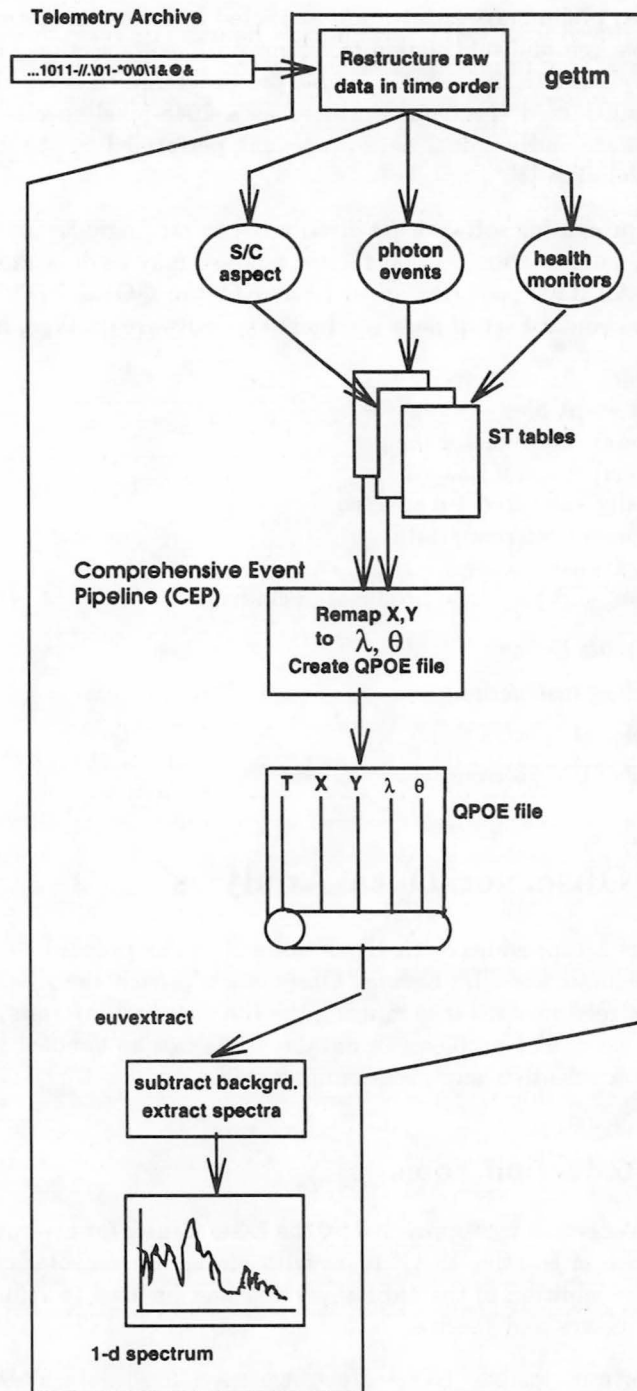 Telemetry Archive
...1011-//.\01-*0\0\1&@&
Restructure raw
data in time order
gettm
S/C
aspect
photon
events
health
monitors
ST tables
Comprehensive Event
Pipeline (CEP)
Remap X,Y
to λ, θ
Create QPOE file
T X Y λ θ
QPOE file
euvextract
subtract backgrd.
extract spectra
1-d spectrum